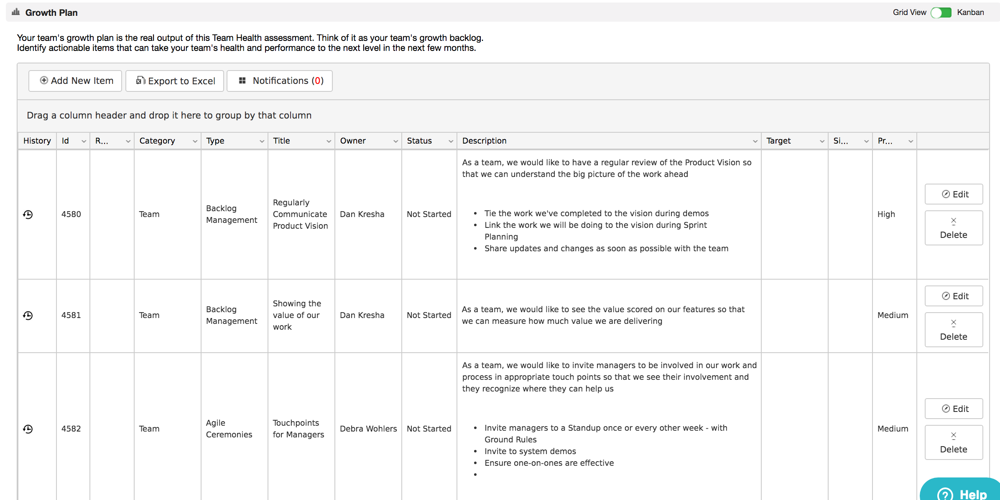 Growth Plan
Grid View Kanban
Your team's growth plan is the real output of this Team Health assessment. Think of it as your team's growth backlog.
Identify actionable items that can take your team's health and performance to the next level in the next few months.
Add New Item Export to Excel Notifications (0)
Drag a column header and drop it here to group by that column
History Id R... Category Type Title Owner Status Description Target Si... Pr...
4580
Team
Backlog
Management
Regularly
Communicate
Product Vision
Dan Kresha
Not Started
As a team, we would like to have a regular review of the Product Vision so
that we can understand the big picture of the work ahead
• Tie the work we've completed to the vision during demos
• Link the work we will be doing to the vision during Sprint
Planning
• Share updates and changes as soon as possible with the team
High
Edit
Delete
4581
Team
Backlog
Management
Showing the
value of our
work
Dan Kresha
Not Started
As a team, we would like to see the value scored on our features so that
we can measure how much value we are delivering
Medium
Edit
Delete
4582
Team
Agile
Ceremonies
Touchpoints
for Managers
Debra Wohlers
Not Started
As a team, we would like to invite managers to be involved in our work and
process in appropriate touch points so that we see their involvement and
they recognize where they can help us
• Invite managers to a Standup once or every other week - with
Ground Rules
• Invite to system demos
• Ensure one-on-ones are effective
•
Medium
Edit
Delete
? Help